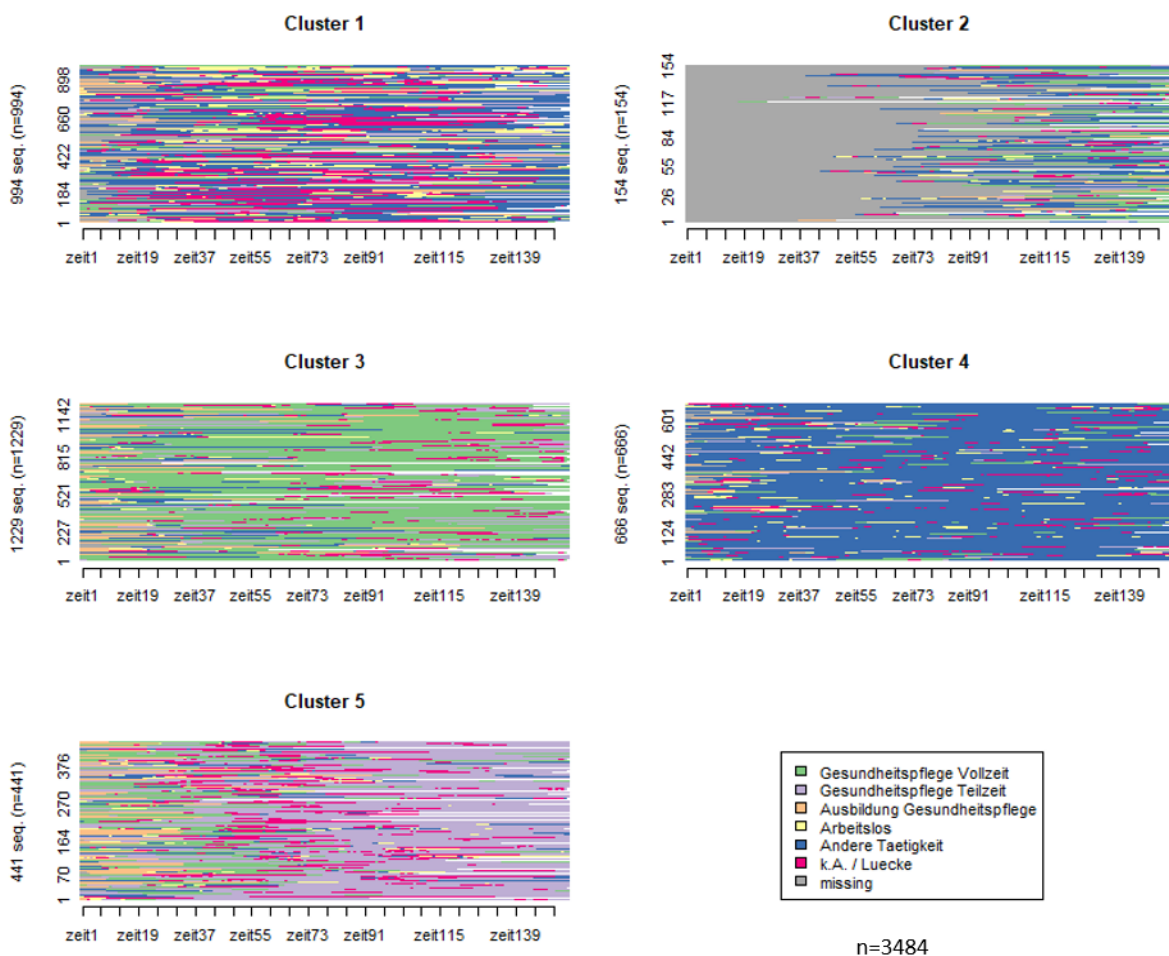 Cluster 1
994 seq. (n=994)
1 184 422 660 898
zeit1 zeit19 zeit37 zeit55 zeit73 zeit91 zeit115 zeit139
Cluster 2
154 seq. (n=154)
1 26 55 84 117 154
zeit1 zeit19 zeit37 zeit55 zeit73 zeit91 zeit115 zeit139
Cluster 3
1229 seq. (n=1229)
1 227 521 815 1142
zeit1 zeit19 zeit37 zeit55 zeit73 zeit91 zeit115 zeit139
Cluster 4
666 seq. (n=666)
1 124 283 442 601
zeit1 zeit19 zeit37 zeit55 zeit73 zeit91 zeit115 zeit139
Cluster 5
441 seq. (n=441)
1 70 164 270 376
zeit1 zeit19 zeit37 zeit55 zeit73 zeit91 zeit115 zeit139
Gesundheitspflege Vollzeit
Gesundheitspflege Teilzeit
Ausbildung Gesundheitspflege
Arbeitslos
Andere Taetigkeit
k.A. / Luecke
missing
n=3484